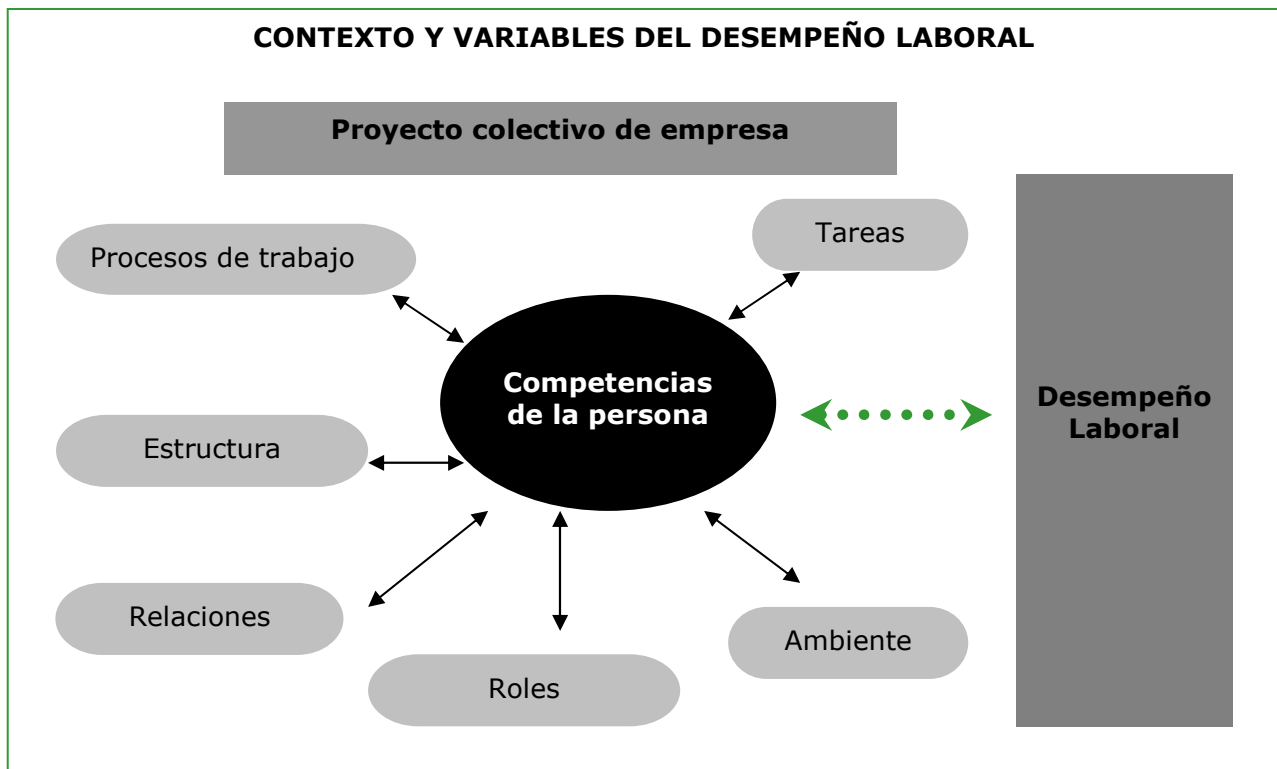 CONTEXTO Y VARIABLES DEL DESEMPEÑO LABORAL
Proyecto colectivo de empresa
Tareas
Procesos de trabajo
Competencias
de la persona
Desempeño
Laboral
Estructura
Relaciones
Ambiente
Roles